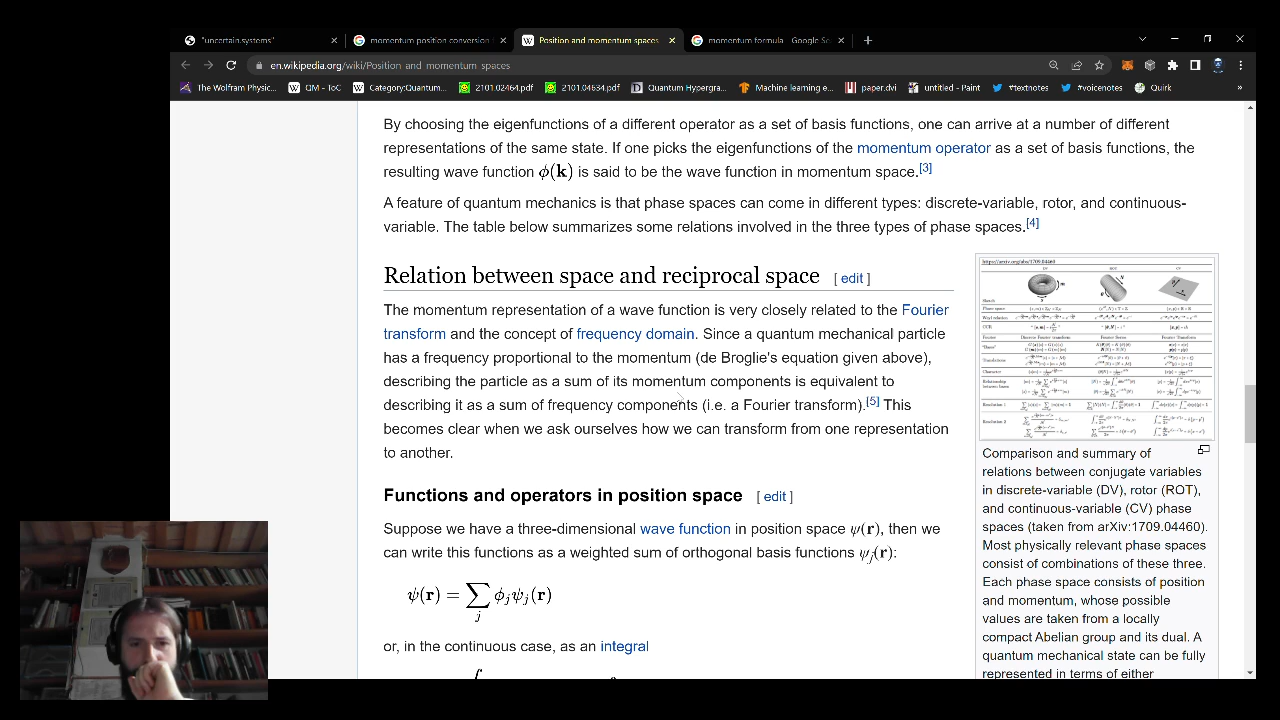 "uncertain.systems"
momentum position conversion
Position and momentum spaces
momentum formula - Google Se
en.wikipedia.org/wiki/Position and momentum spaces
The Wolfram Physic...
QM - ToC
Category:Quantum...
2101.02464.pdf
2101.04634.pdf
Quantum Hypergra...
Machine learning e...
paper.dvi
untitled - Paint
#textnotes
#voicenotes
Quirk
By choosing the eigenfunctions of a different operator as a set of basis functions, one can arrive at a number of different
representations of the same state. If one picks the eigenfunctions of the momentum operator as a set of basis functions, the
resulting wave function ϕ(k) is said to be the wave function in momentum space.[3]
A feature of quantum mechanics is that phase spaces can come in different types: discrete-variable, rotor, and continuous-
variable. The table below summarizes some relations involved in the three types of phase spaces.[4]
Relation between space and reciprocal space [ edit ]
The momentum representation of a wave function is very closely related to the Fourier
transform and the concept of frequency domain. Since a quantum mechanical particle
has a frequency proportional to the momentum (de Broglie's equation given above),
describing the particle as a sum of its momentum components is equivalent to
describing it as a sum of frequency components (i.e. a Fourier transform).[5] This
becomes clear when we ask ourselves how we can transform from one representation
to another.
Functions and operators in position space [ edit ]
Suppose we have a three-dimensional wave function in position space ψ(r), then we
can write this functions as a weighted sum of orthogonal basis functions ψj(r):
ψ(r) = ∑ ϕjψj(r)
j
or, in the continuous case, as an integral
https://arxiv.org/abs/1709.04460
DV ROT CV
Comparison and summary of
relations between conjugate variables
in discrete-variable (DV), rotor (ROT),
and continuous-variable (CV) phase
spaces (taken from arXiv:1709.04460).
Most physically relevant phase spaces
consist of combinations of these three.
Each phase space consists of position
and momentum, whose possible
values are taken from a locally
compact Abelian group and its dual. A
quantum mechanical state can be fully
represented in terms of either